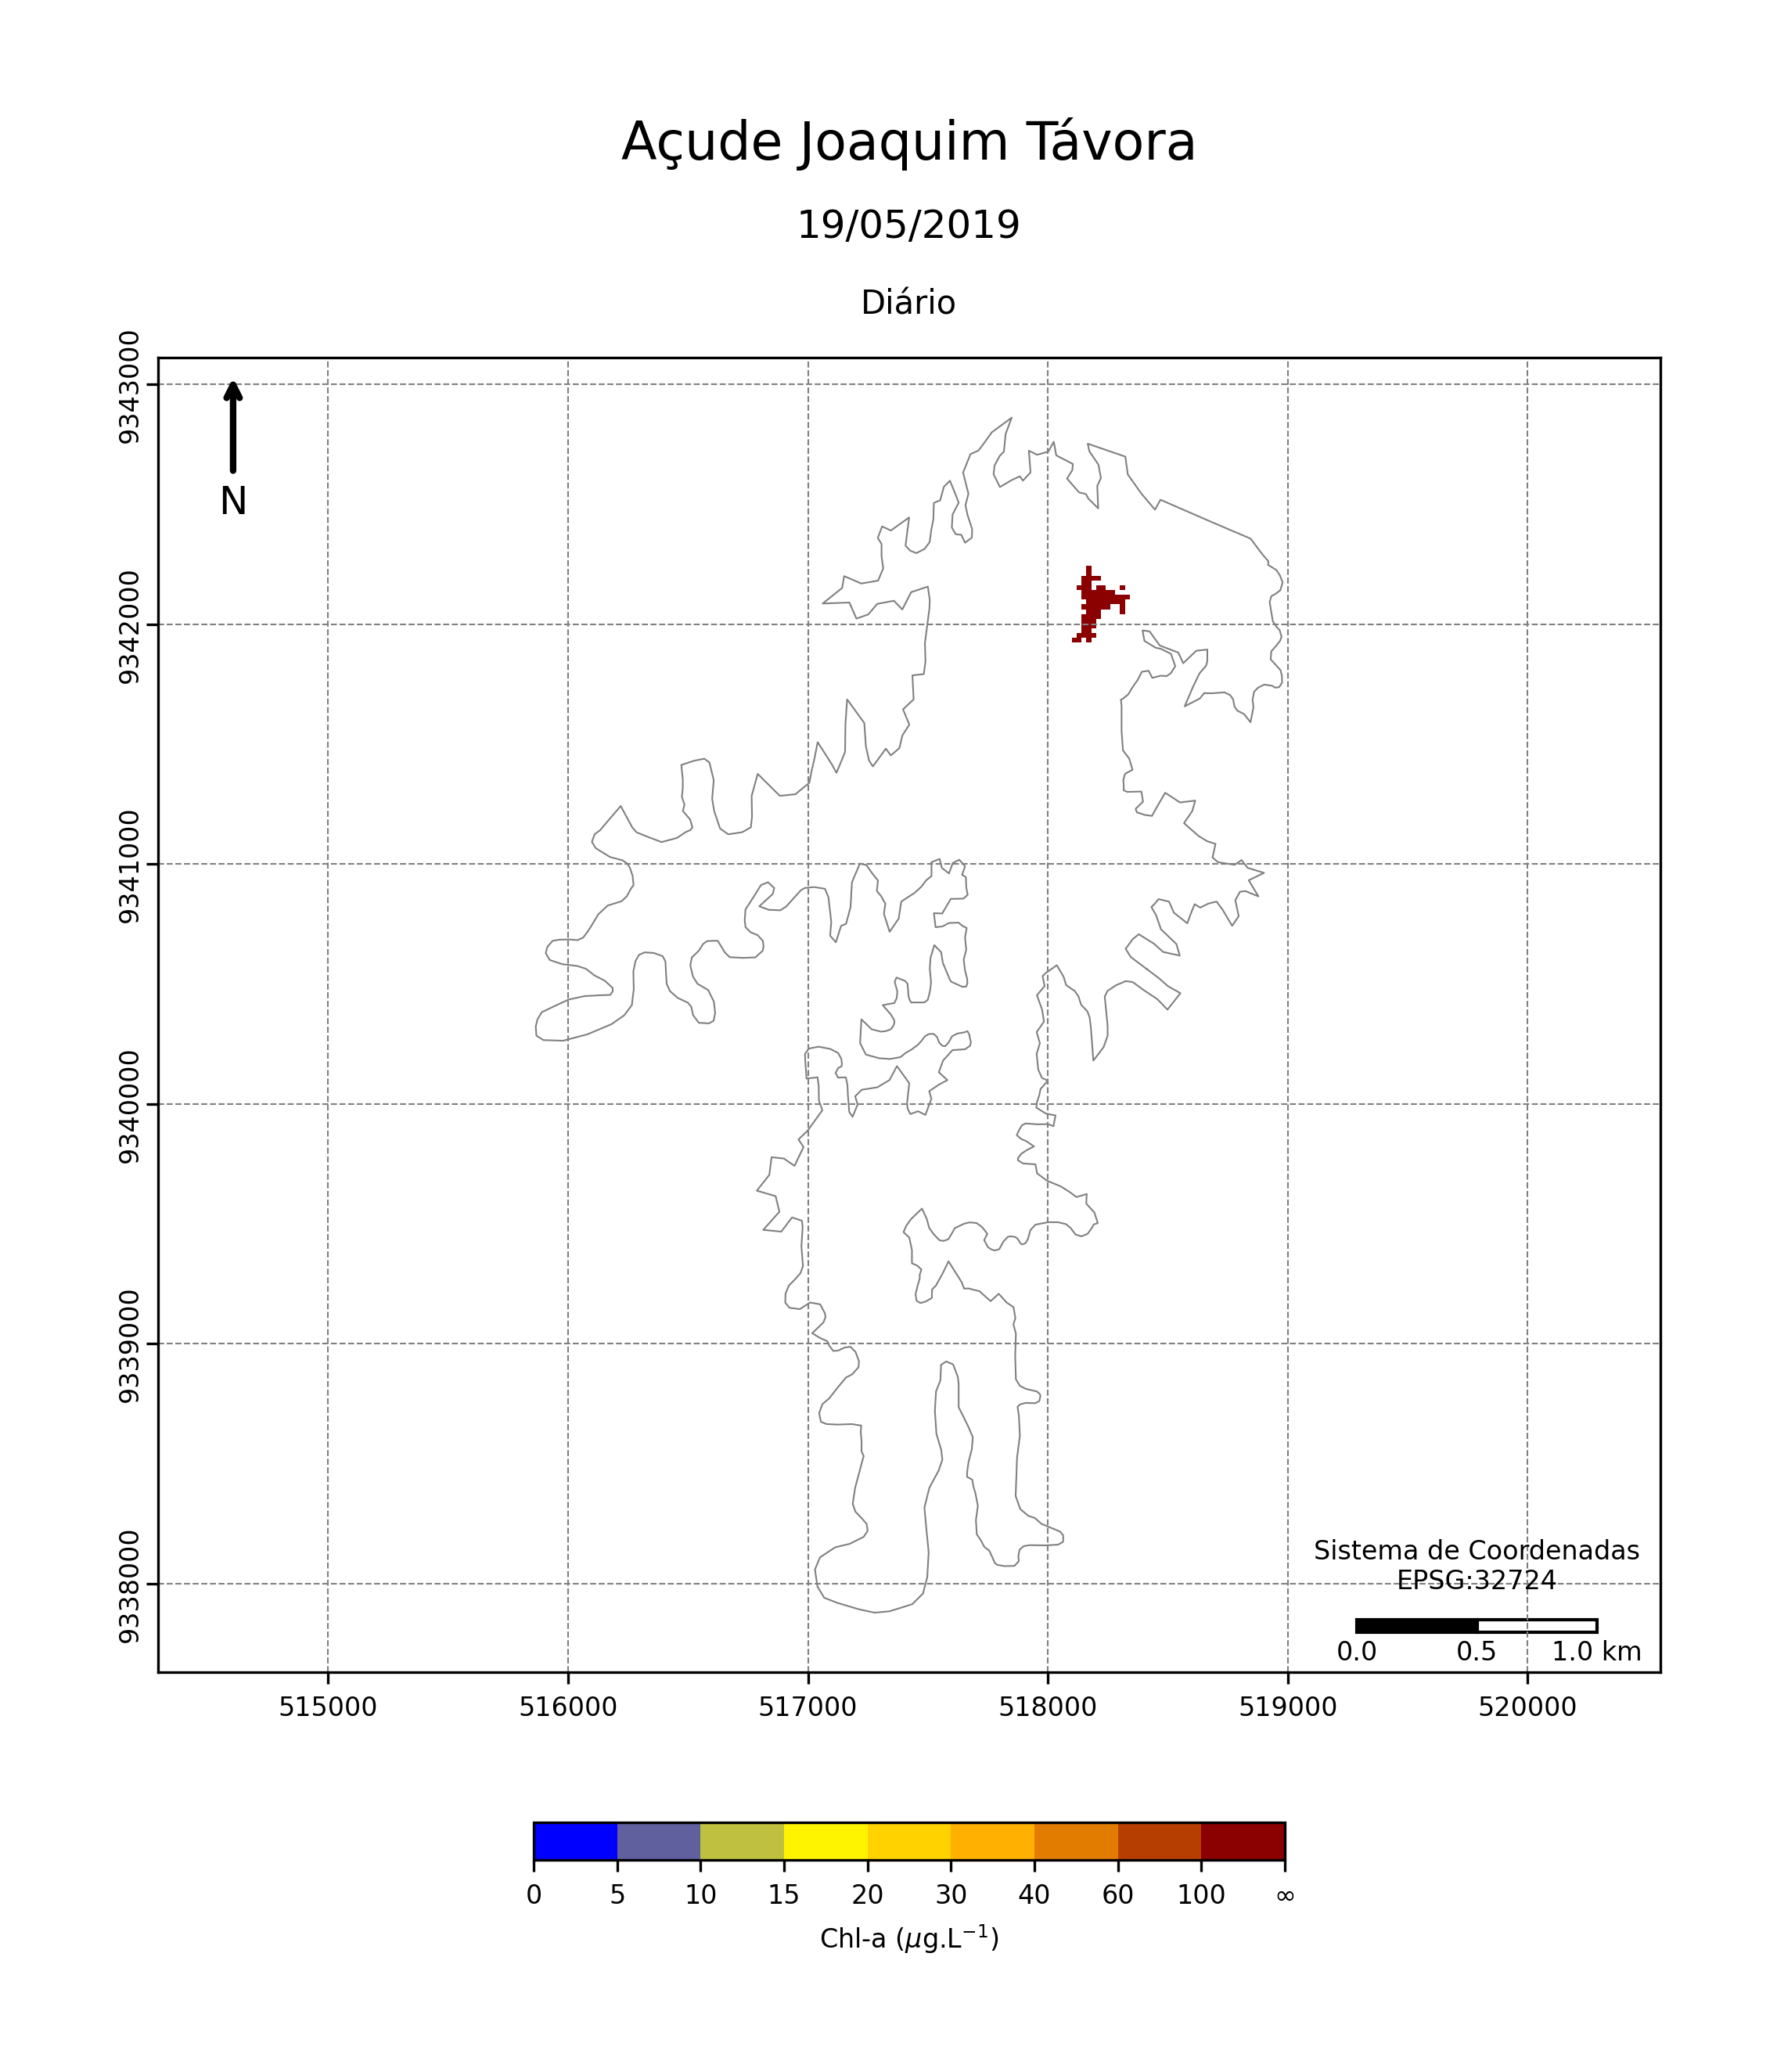 Açude Joaquim Távora
19/05/2019
Diário
9343000
9342000
9341000
9340000
9339000
9338000
N
Sistema de Coordenadas
EPSG:32724
0.0 0.5 1.0 km
515000 516000 517000 518000 519000 520000
0 5 10 15 20 30 40 60 100 ∞
Chl-a (μg.L⁻¹)